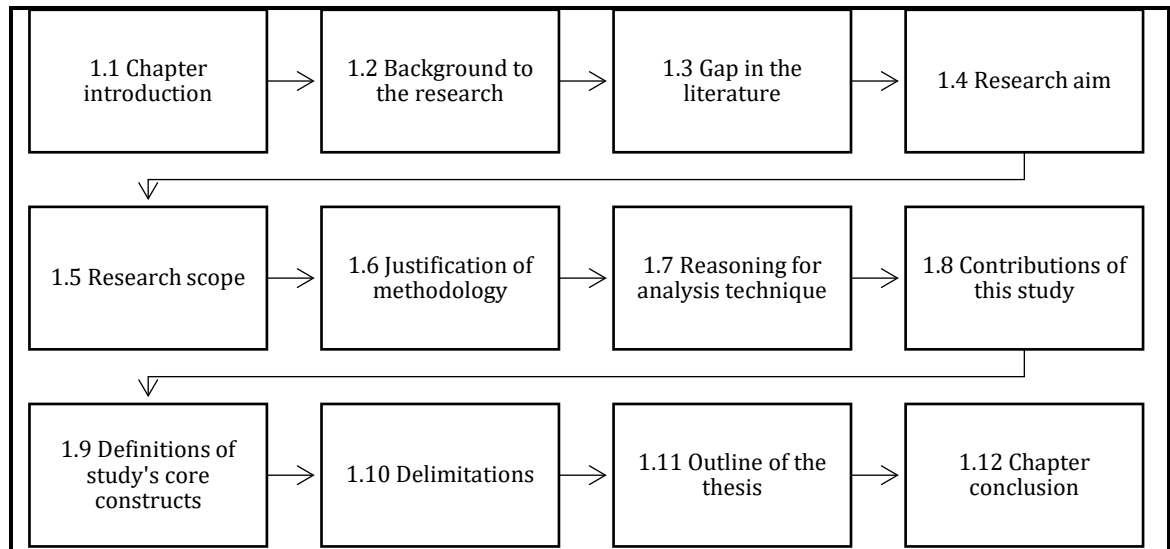 1.1 Chapter
introduction
1.2 Background to
the research
1.3 Gap in the
literature
1.4 Research aim
1.5 Research scope
1.6 Justification of
methodology
1.7 Reasoning for
analysis technique
1.8 Contributions of
this study
1.9 Definitions of
study's core
constructs
1.10 Delimitations
1.11 Outline of the
thesis
1.12 Chapter
conclusion